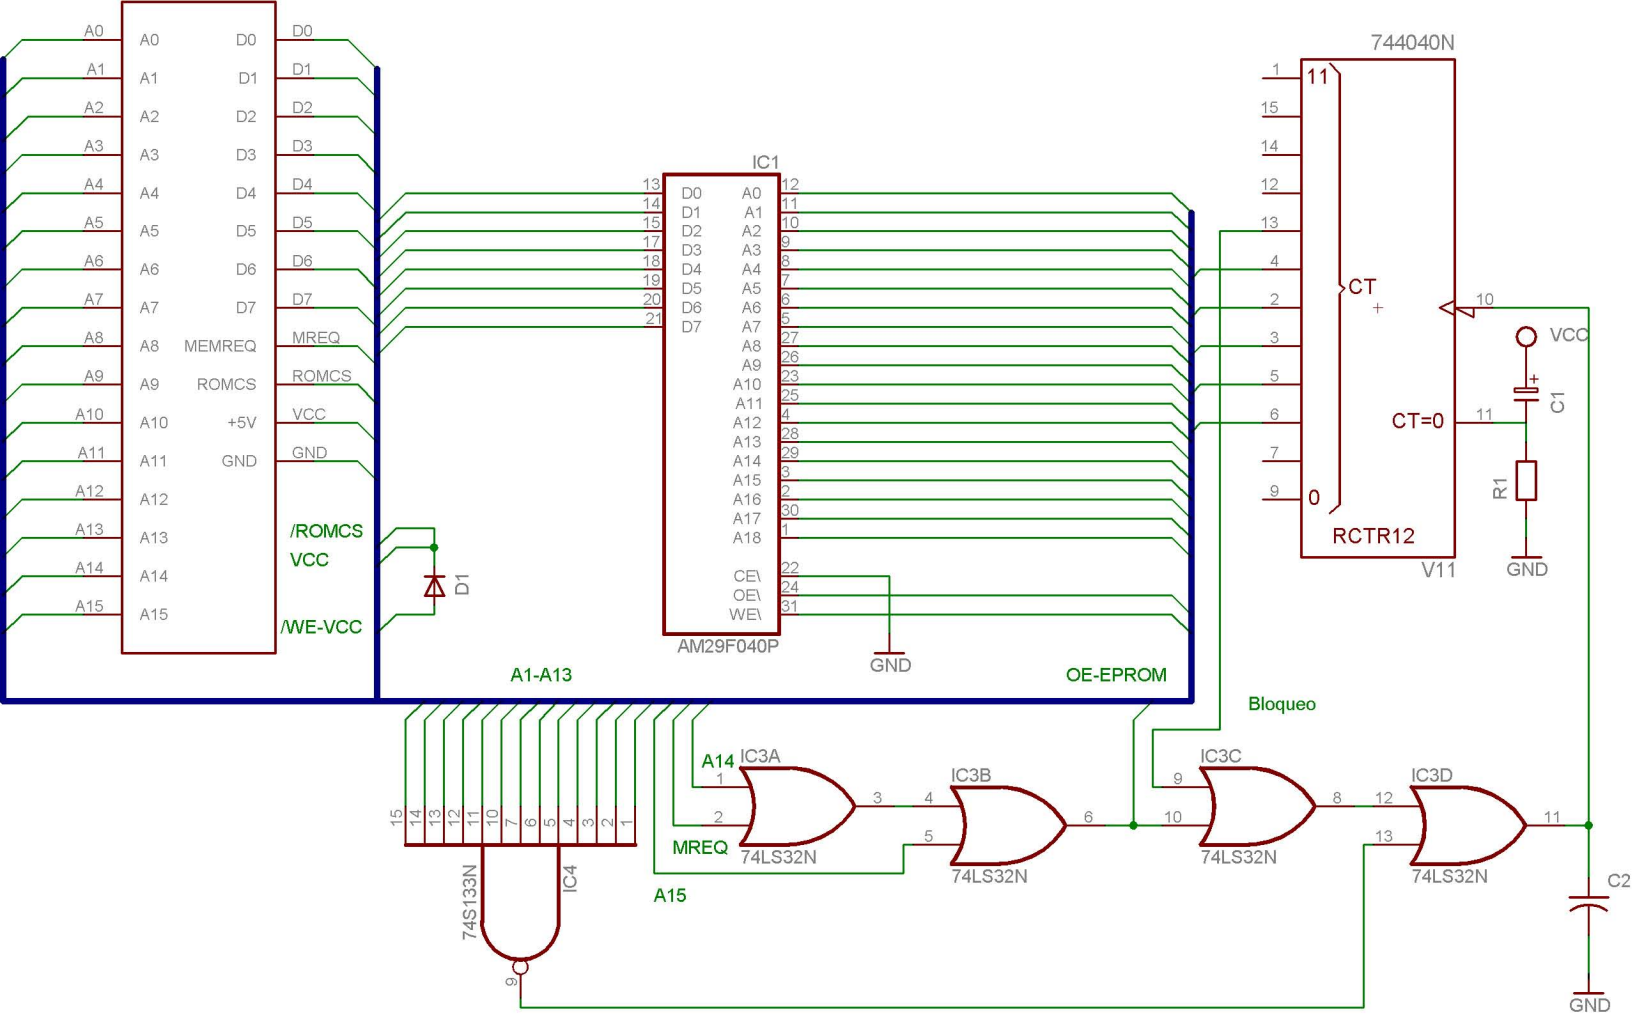 A0 A0 D0 D0
A1 A1 D1 D1
A2 A2 D2 D2
A3 A3 D3 D3
A4 A4 D4 D4
A5 A5 D5 D5
A6 A6 D6 D6
A7 A7 D7 D7
A8 A8 MEMREQ MREQ
A9 A9 ROMCS ROMCS
A10 A10 +5V VCC
A11 A11 GND GND
A12 A12
A13 A13
A14 A14
A15 A15
/ROMCS
VCC
/WE-VCC
D1
IC1
13 D0 A0 12
14 D1 A1 11
15 D2 A2 10
17 D3 A3 9
18 D4 A4 8
19 D5 A5 7
20 D6 A6 6
21 D7 A7 5
A8 27
A9 26
A10 23
A11 25
A12 4
A13 28
A14 29
A15 3
A16 2
A17 30
A18 1
CE\ 22
OE\ 24
WE\ 31
AM29F040P
GND
744040N
1 11
15
14
12
13
4
2
3
5
6
7
9 0
CT
+
10
CT=0 11
RCTR12
V11
VCC
+
C1
R1
GND
A1-A13
OE-EPROM
Bloqueo
15 14 13 12 11 10 7 6 5 4 3 2 1
74S133N
IC4
9
A14
MREQ
A15
IC3A
1
2
3
74LS32N
IC3B
4
5
6
74LS32N
IC3C
9
10
8
74LS32N
IC3D
12
13
11
74LS32N
C2
GND